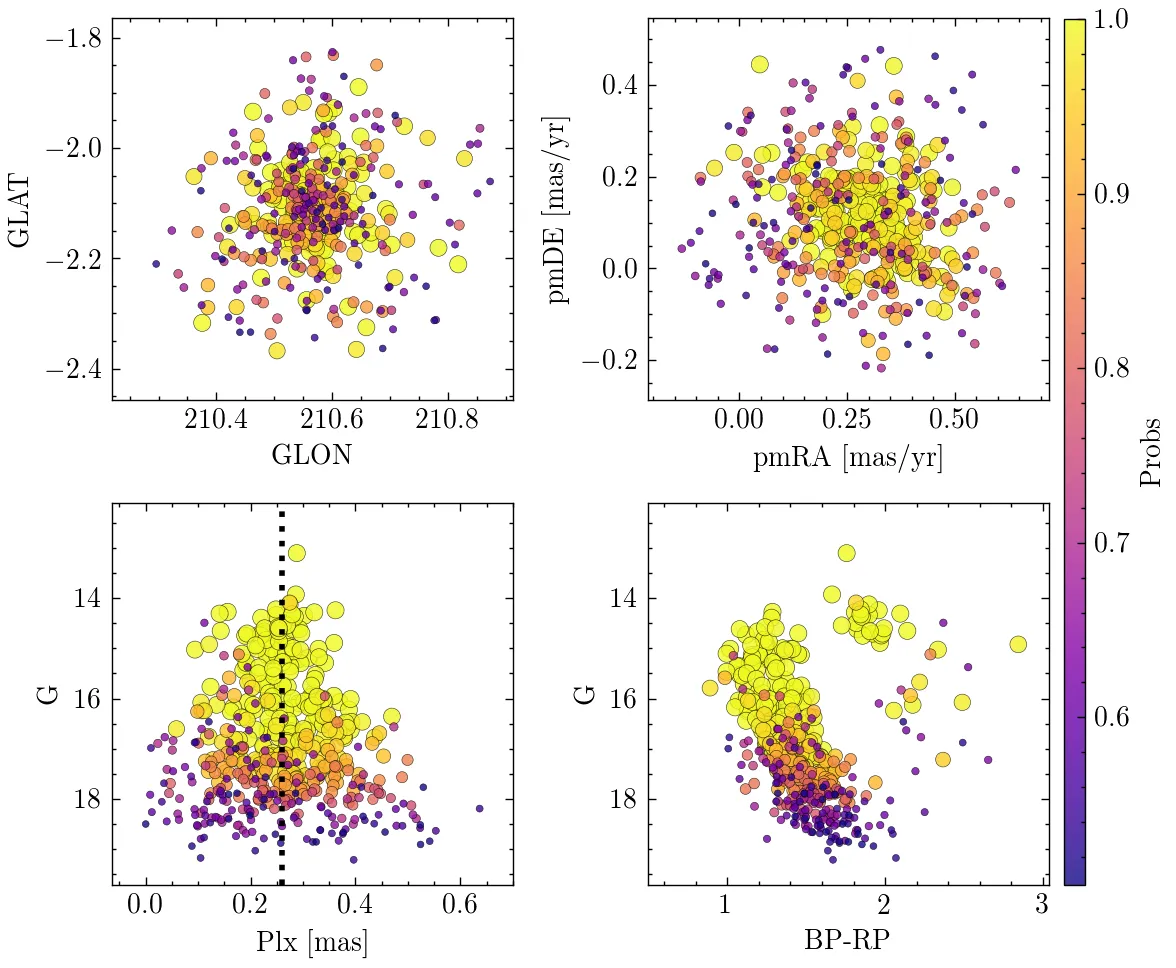 −1.8
−2.0
−2.2
−2.4
GLAT
210.4 210.6 210.8
GLON
0.4
0.2
0.0
−0.2
pmDE [mas/yr]
0.00 0.25 0.50
pmRA [mas/yr]
14
16
18
G
0.0 0.2 0.4 0.6
Plx [mas]
14
16
18
G
1 2 3
BP-RP
1.0
0.9
0.8
0.7
0.6
Probs